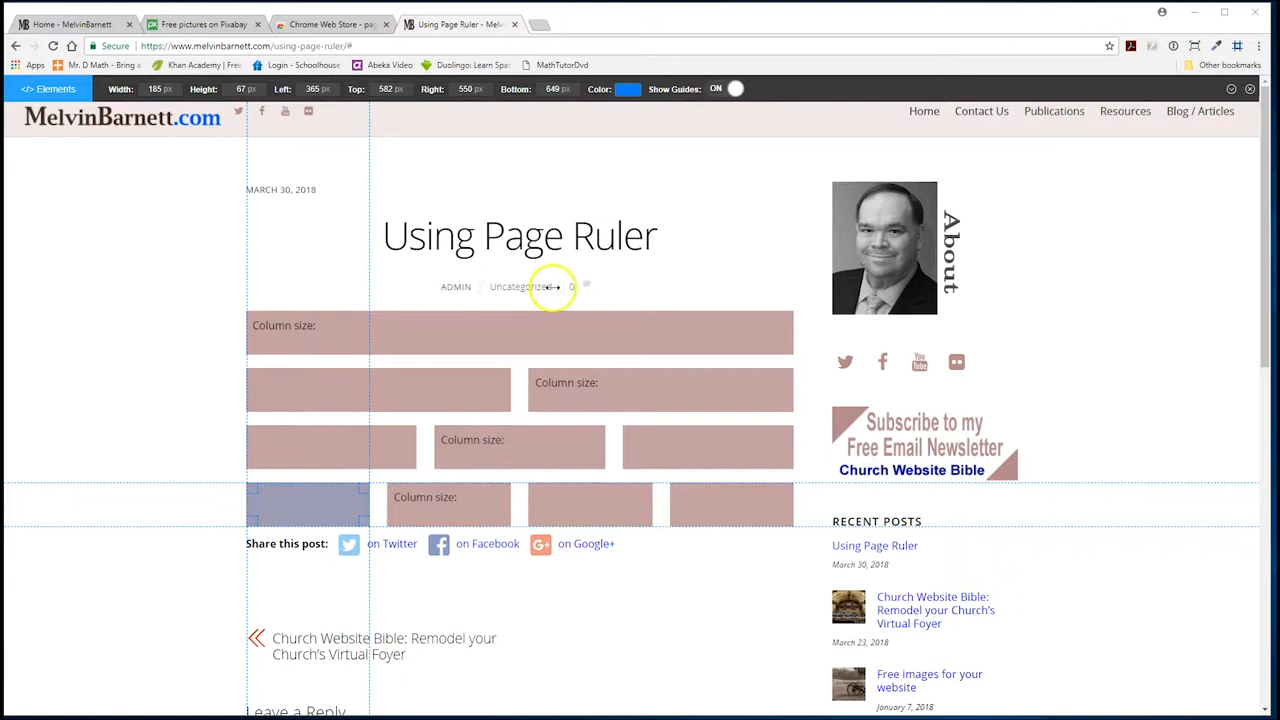 Home - MelvinBarnett
Free pictures on Pixabay
Chrome Web Store - pag
Using Page Ruler - Melv
Secure
https://www.melvinbarnett.com/using-page-ruler/#
Apps
Mr. D Math - Bring a
Khan Academy | Free
Login - Schoolhouse
Abeka Video
Duolingo: Learn Span
MathTutorDvd
Other bookmarks
</> Elements
Width: 185 px
Height: 67 px
Left: 365 px
Top: 582 px
Right: 550 px
Bottom: 649 px
Color:
Show Guides: ON
MelvinBarnett.com
Home
Contact Us
Publications
Resources
Blog / Articles
MARCH 30, 2018
Using Page Ruler
ADMIN
Uncategorized
0
Column size:
Column size:
Column size:
Column size:
Share this post:
on Twitter
on Facebook
on Google+
Church Website Bible: Remodel your
Church's Virtual Foyer
Leave a Reply
About
You
Tube
Subscribe to my
Free Email Newsletter
Church Website Bible
RECENT POSTS
Using Page Ruler
March 30, 2018
Church Website Bible:
Remodel your Church's
Virtual Foyer
March 23, 2018
Free images for your
website
January 7, 2018